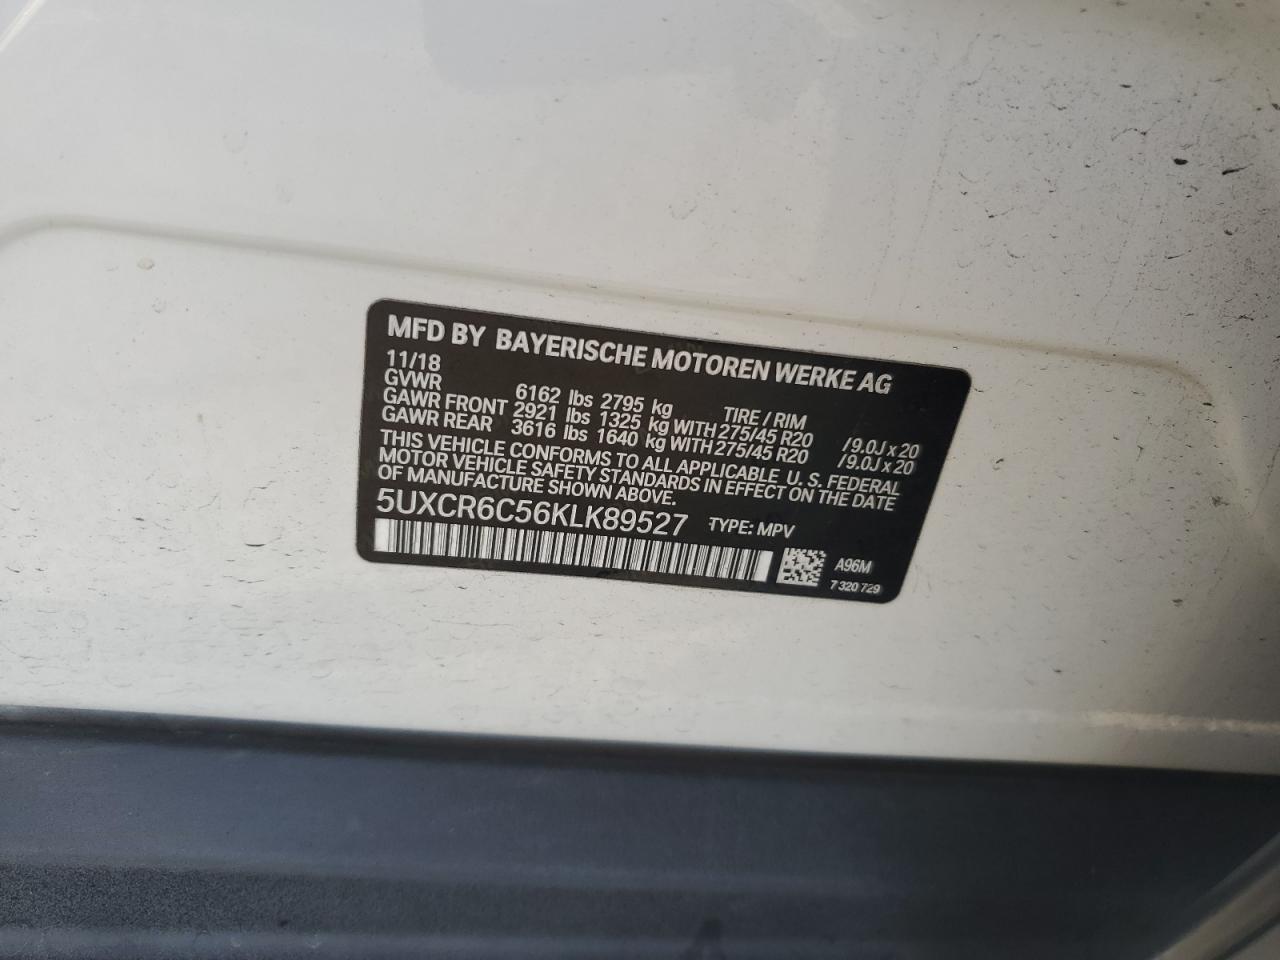 MFD BY BAYERISCHE MOTOREN WERKE AG
11/18
GVWR 6162 lbs 2795 kg TIRE / RIM
GAWR FRONT 2921 lbs 1325 kg WITH 275/45 R20 /9.0J x 20
GAWR REAR 3616 lbs 1640 kg WITH 275/45 R20 /9.0J x 20
THIS VEHICLE CONFORMS TO ALL APPLICABLE U. S. FEDERAL
MOTOR VEHICLE SAFETY STANDARDS IN EFFECT ON THE DATE
OF MANUFACTURE SHOWN ABOVE.
5UXCR6C56KLK89527 TYPE: MPV
A96M
7 320 729